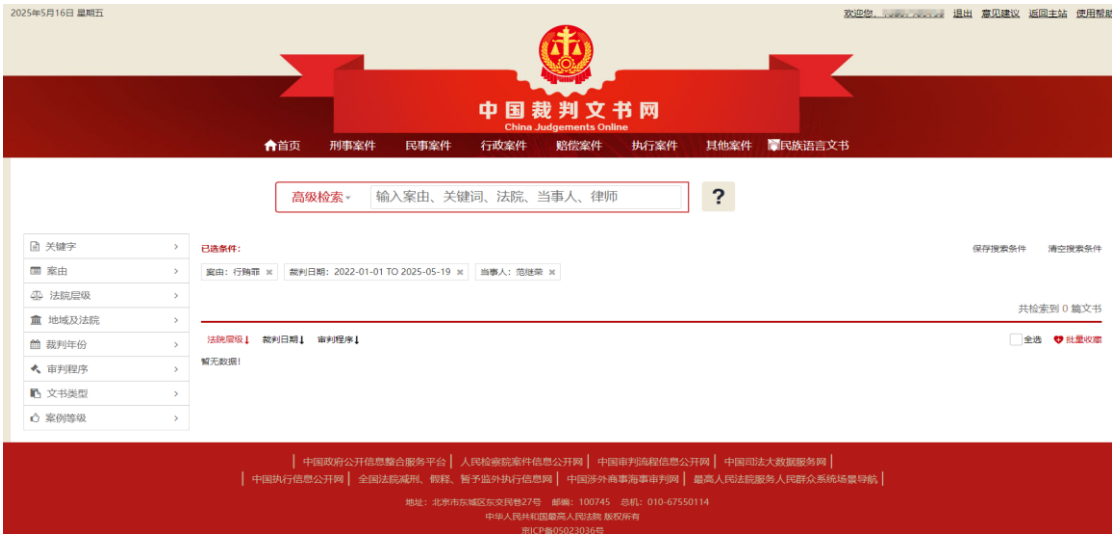 2025年5月16日 星期五
欢迎您, 退出 意见建议 返回主站 使用帮助
中国裁判文书网
China Judgements Online
首页 刑事案件 民事案件 行政案件 赔偿案件 执行案件 其他案件 民族语言文书
高级检索 输入案由、关键词、法院、当事人、律师 ?
关键字
案由
法院层级
地域及法院
裁判年份
审判程序
文书类型
案例等级
已选条件: 保存搜索条件 清空搜索条件
案由:行贿罪 裁判日期:2022-01-01 TO 2025-05-19 当事人:范继荣
共检索到 0 篇文书
法院层级 裁判日期 审判程序 全选 批量收藏
暂无数据!
中国政府公开信息整合服务平台 | 人民检察院案件信息公开网 | 中国审判流程信息公开网 | 中国司法大数据服务网 |
中国执行信息公开网 | 全国法院减刑、假释、暂予监外执行信息网 | 中国涉外商事海事审判网 | 最高人民法院服务人民群众系统场景导航 |
地址:北京市东城区东交民巷27号 邮编:100745 总机:010-67550114
中华人民共和国最高人民法院 版权所有
京ICP备05023036号